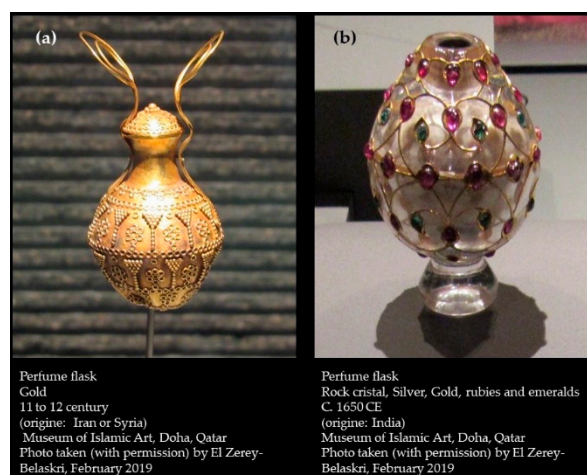 (a)
Perfume flask
Gold
11 to 12 century
(origine: Iran or Syria)
Museum of Islamic Art, Doha, Qatar
Photo taken (with permission) by El Zerey-
Belaskri, February 2019
(b)
Perfume flask
Rock cristal, Silver, Gold, rubies and emeralds
C. 1650 CE
(origine: India)
Museum of Islamic Art, Doha, Qatar
Photo taken (with permission) by El Zerey-
Belaskri, February 2019